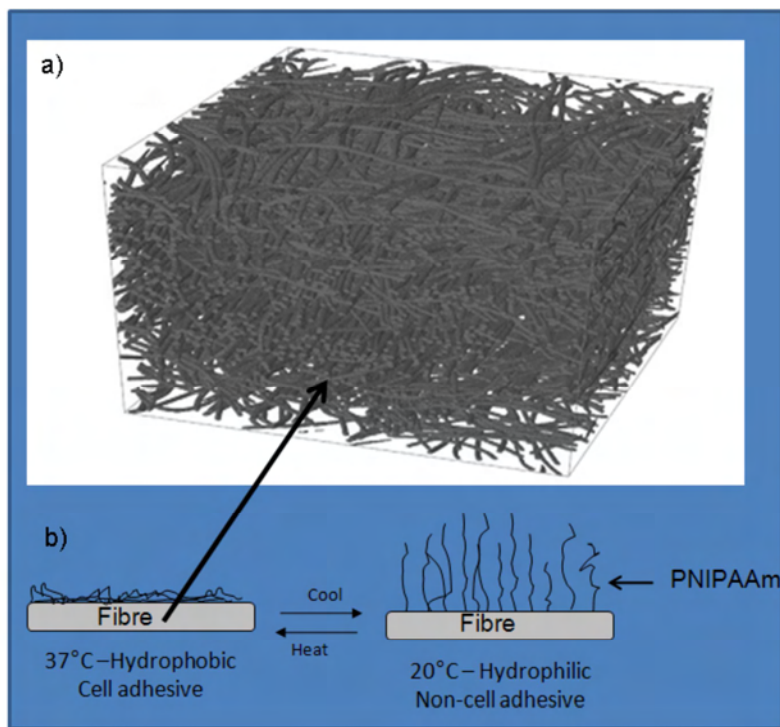 a)
b)
Fibre
37°C–Hydrophobic
Cell adhesive
Cool
Heat
PNIPAAm
Fibre
20°C – Hydrophilic
Non-cell adhesive